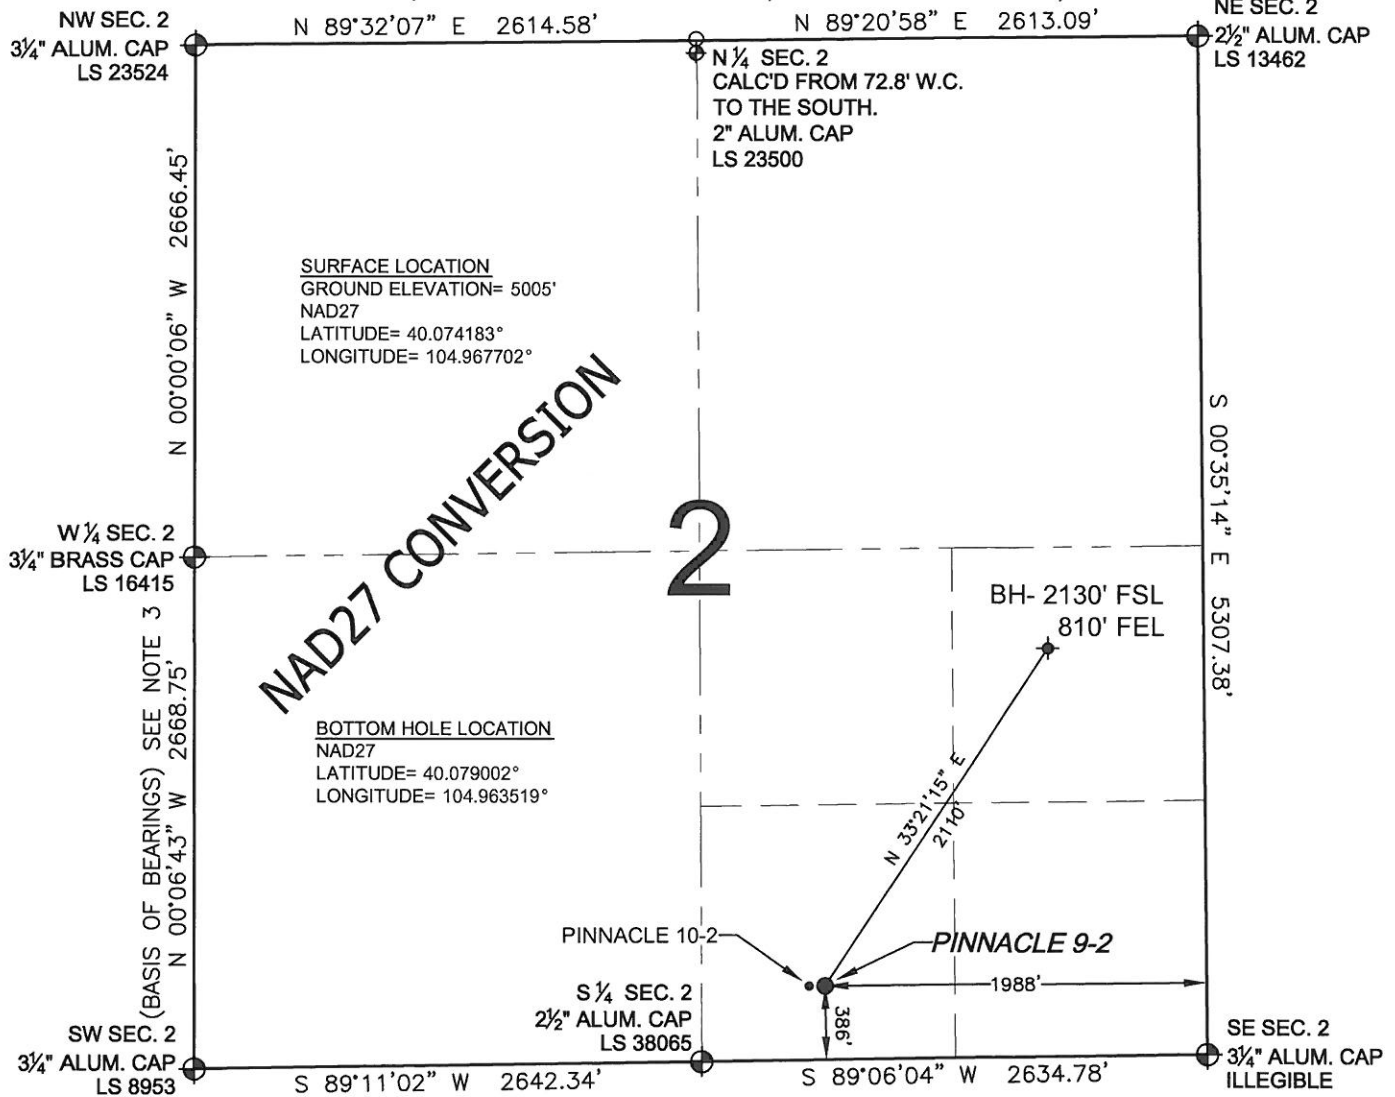 NW SEC. 2
3¼" ALUM. CAP
LS 23524
N 89°32'07" E 2614.58'
N 89°20'58" E 2613.09'
NE SEC. 2
2½" ALUM. CAP
LS 13462
N ¼ SEC. 2
CALC'D FROM 72.8' W.C.
TO THE SOUTH.
2" ALUM. CAP
LS 23500
N 00°00'06" W 2666.45'
SURFACE LOCATION
GROUND ELEVATION= 5005'
NAD27
LATITUDE= 40.074183°
LONGITUDE= 104.967702°
NAD27 CONVERSION
2
S 00°35'14" E 5307.38'
W ¼ SEC. 2
3¼" BRASS CAP
LS 16415
BH- 2130' FSL
810' FEL
(BASIS OF BEARINGS) SEE NOTE 3
N 00°06'43" W 2668.75'
BOTTOM HOLE LOCATION
NAD27
LATITUDE= 40.079002°
LONGITUDE= 104.963519°
N 33°21'15" E
2110'
PINNACLE 10-2
PINNACLE 9-2
1988'
386'
S ¼ SEC. 2
2½" ALUM. CAP
LS 38065
SW SEC. 2
3¼" ALUM. CAP
LS 8953
S 89°11'02" W 2642.34'
S 89°06'04" W 2634.78'
SE SEC. 2
3¼" ALUM. CAP
ILLEGIBLE